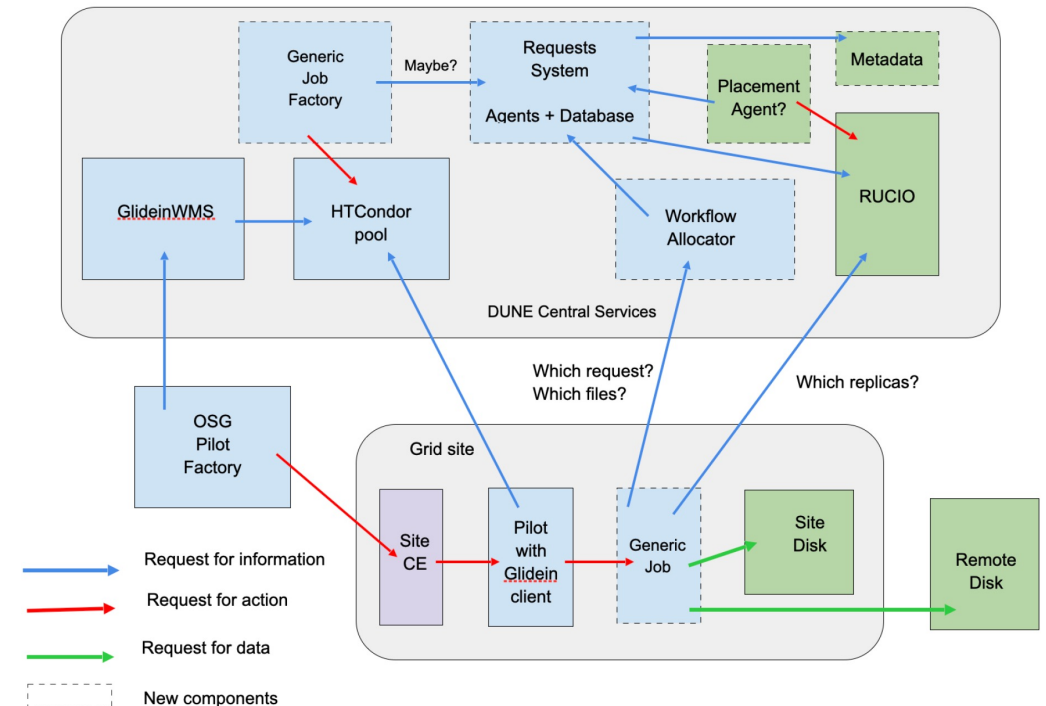 Generic
Job
Factory
Maybe?
Requests
System
Agents + Database
Placement
Agent?
Metadata
GlideinWMS
HTCondor
pool
Workflow
Allocator
RUCIO
DUNE Central Services
Which request?
Which files?
Which replicas?
OSG
Pilot
Factory
Grid site
Site
CE
Pilot
with
Glidein
client
Generic
Job
Site
Disk
Remote
Disk
Request for information
Request for action
Request for data
New components